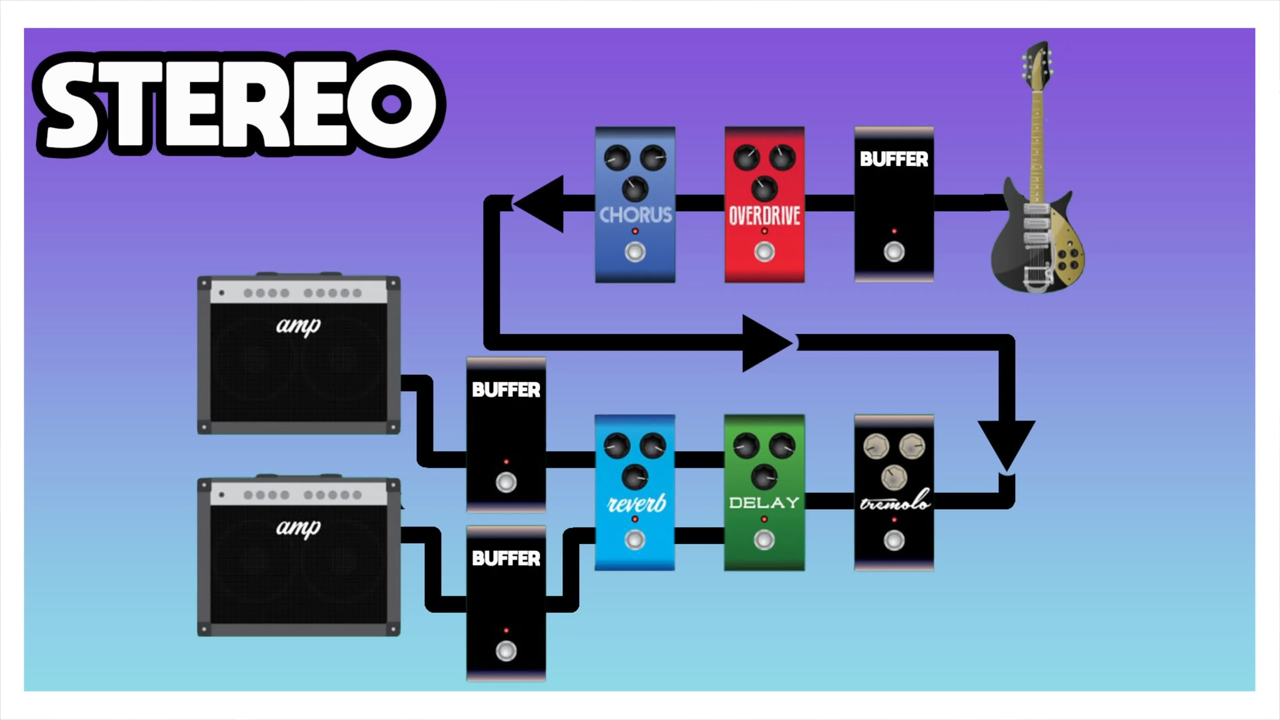 STEREO
CHORUS
OVERDRIVE
BUFFER
amp
BUFFER
reverb
DELAY
tremolo
amp
BUFFER